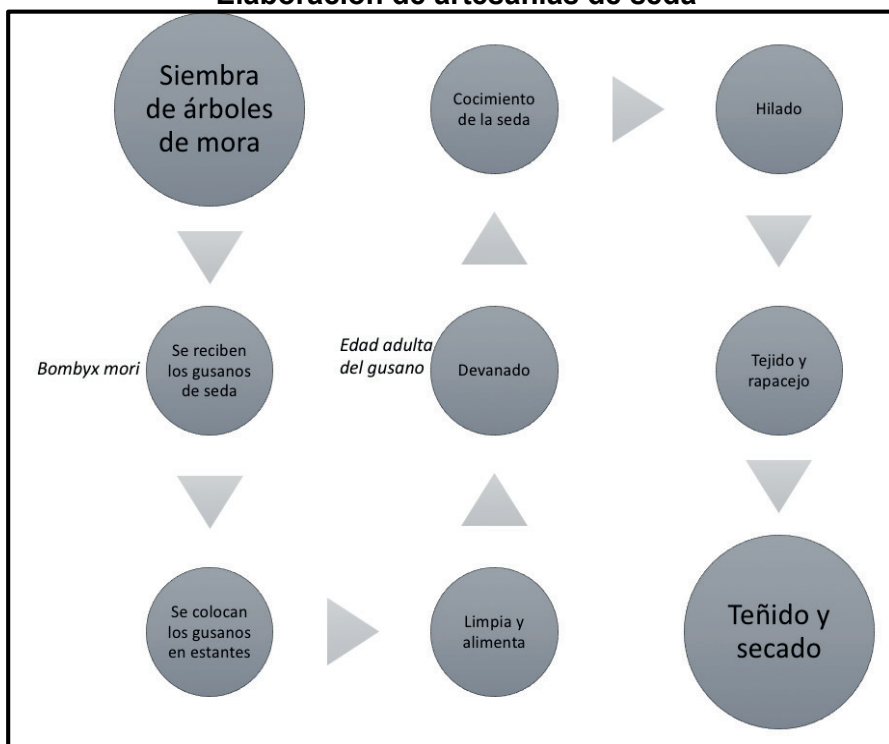 Elaboración de artesanías de seda
Siembra
de árboles
de mora
Bombyx mori
Se reciben
los gusanos
de seda
Se colocan
los gusanos
en estantes
Limpia y
alimenta
Edad adulta
del gusano
Devanado
Cocimiento
de la seda
Hilado
Tejido y
rapacejo
Teñido y
secado